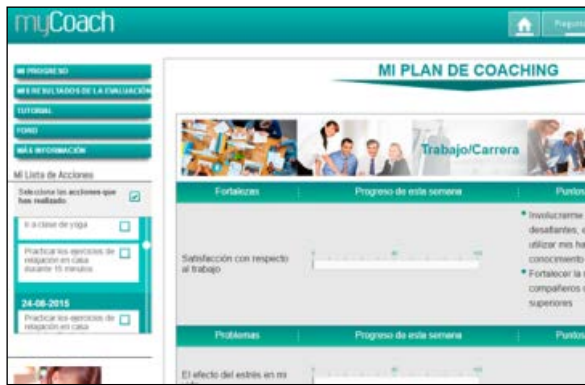 myCoach
MI PROGRESO
MIS RESULTADOS DE LA EVALUACIÓN
TUTORIAL
FORO
MÁS INFORMACIÓN
Mi Lista de Acciones
Seleccione las acciones que
has realizado
Ir a clase de yoga
Practicar los ejercicios de
relajación en casa
durante 15 minutos
24-08-2015
Practicar los ejercicios de
relajación en casa
MI PLAN DE COACHING
Trabajo/Carrera
Fortalezas
Progreso de esta semana
Puntos
Satisfacción con respecto
al trabajo
Involucrarme
desafiantes, e
utilizar mis ha
conocimiento
Fortalecer la
compañeros
superiores
Problemas
Progreso de esta semana
Puntos
El efecto del estrés en mi